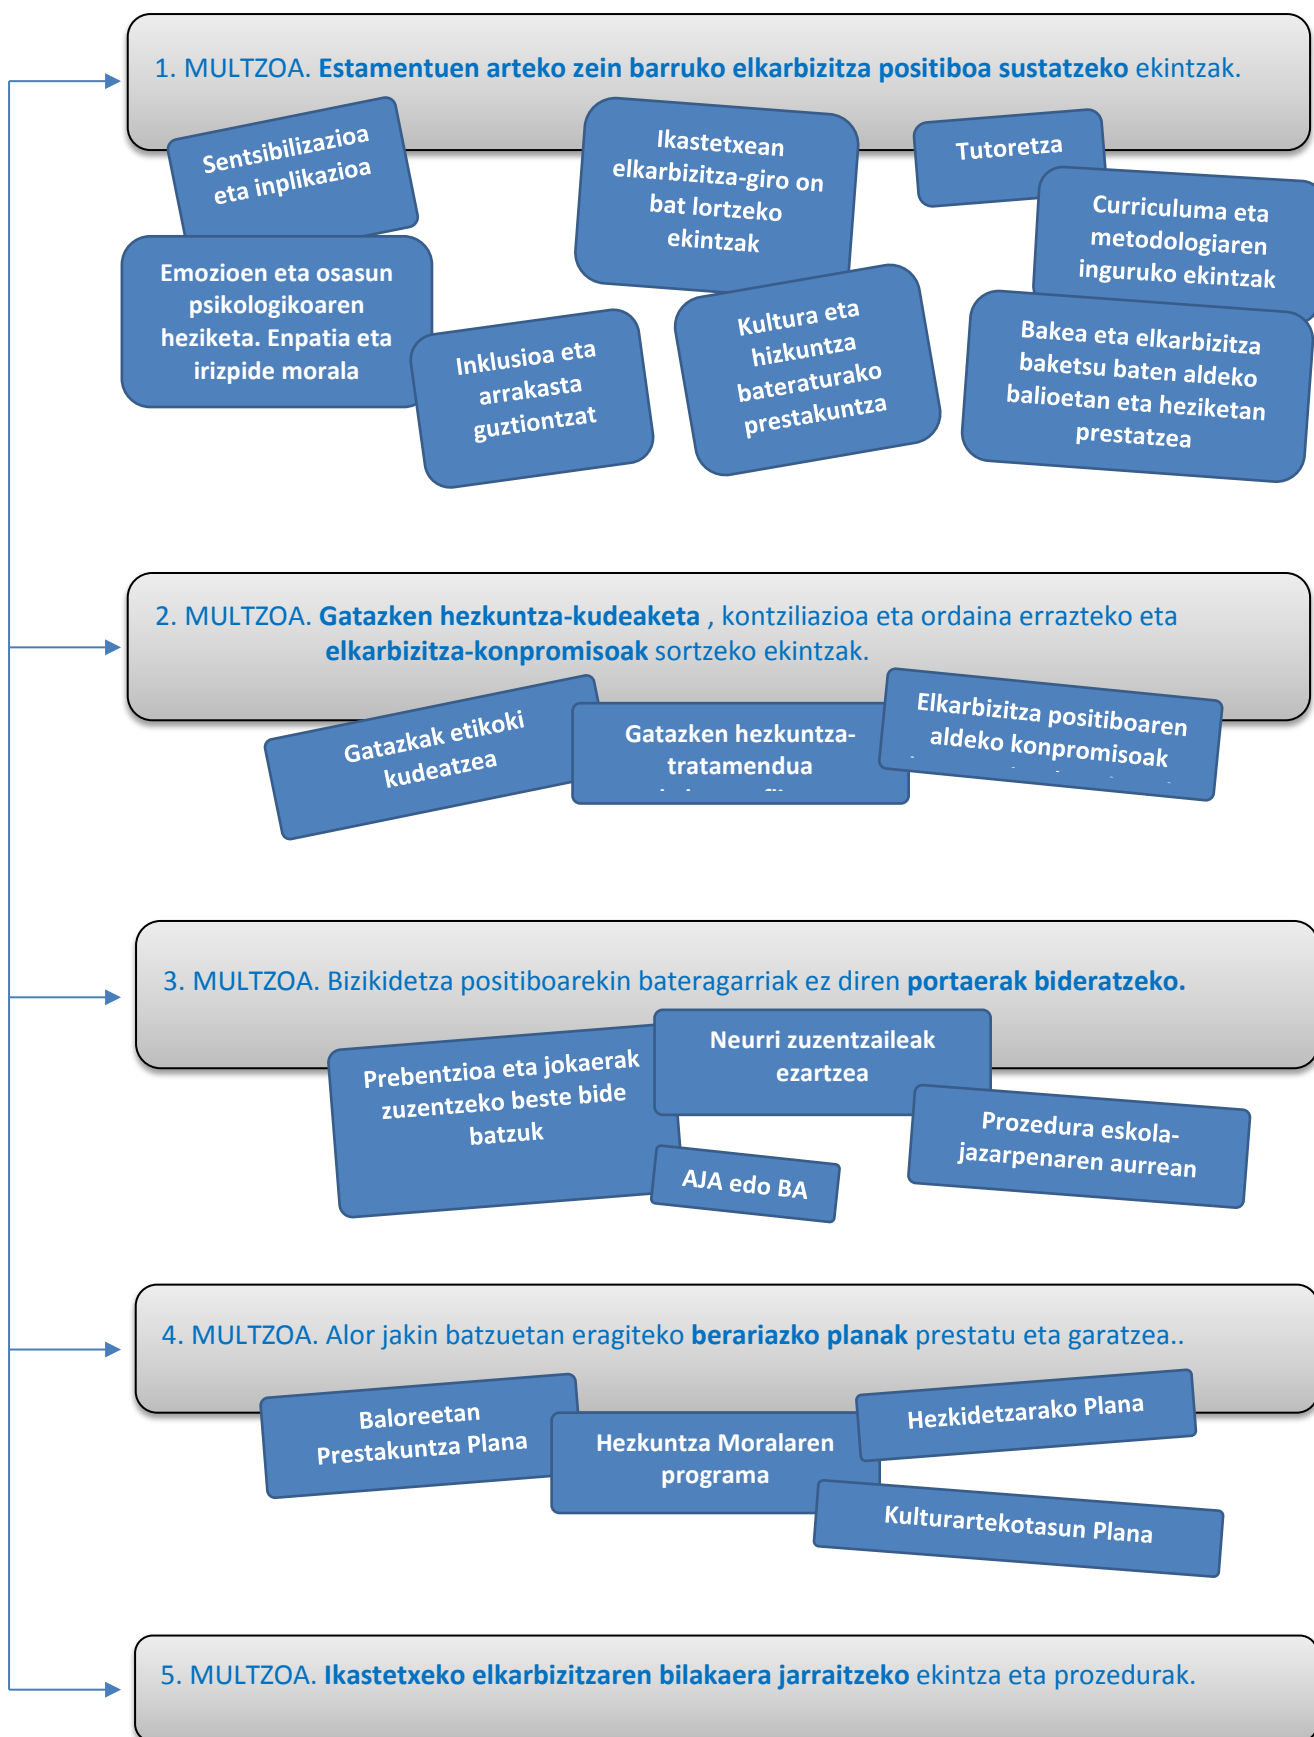 1. MULTZOA. Estamentuen arteko zein barruko elkarbizitza positiboa sustatzeko ekintzak.
Sentsibilizazioa
eta inplikazioa
Ikastetxean
elkarbizitza-giro on
bat lortzeko
ekintzak
Tutoretza
Curriculuma eta
metodologiaren
inguruko ekintzak
Emozioen eta osasun
psikologikoaren
heziketa. Enpatia eta
irizpide morala
Inklusioa eta
arrakasta
guztiontzat
Kultura eta
hizkuntza
bateraturako
prestakuntza
Bakea eta elkarbizitza
baketsu baten aldeko
balioetan eta heziketan
prestatzea
2. MULTZOA. Gatazken hezkuntza-kudeaketa , kontziliazioa eta ordaina errazteko eta
elkarbizitza-konpromisoak sortzeko ekintzak.
Gatazkak etikoki
kudeatzea
Gatazken hezkuntza-
tratamendua
Elkarbizitza positiboaren
aldeko konpromisoak
3. MULTZOA. Bizikidetza positiboarekin bateragarriak ez diren portaerak bideratzeko.
Prebentzioa eta jokaerak
zuzentzeko beste bide
batzuk
Neurri zuzentzaileak
ezartzea
AJA edo BA
Prozedura eskola-
jazarpenaren aurrean
4. MULTZOA. Alor jakin batzuetan eragiteko berariazko planak prestatu eta garatzea..
Baloreetan
Prestakuntza Plana
Hezkuntza Moralaren
programa
Hezkidetzarako Plana
Kulturartekotasun Plana
5. MULTZOA. Ikastetxeko elkarbizitzaren bilakaera jarraitzeko ekintza eta prozedurak.